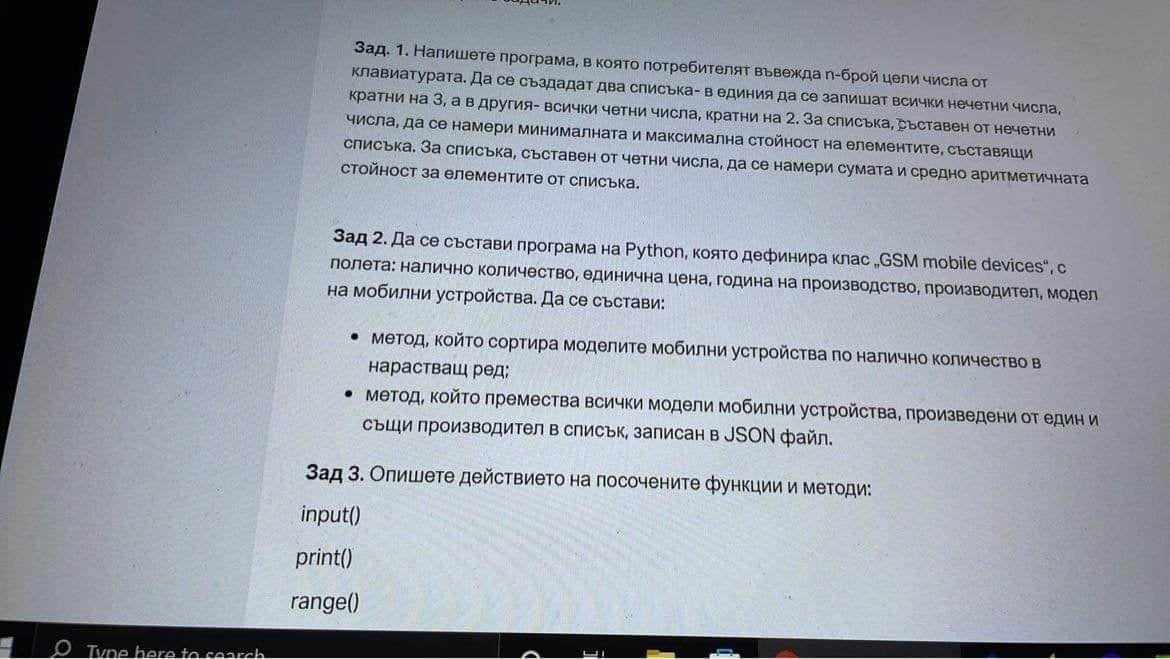 задачи.
Зад. 1. Напишете програма, в която потребителят въвежда n-брой цели числа от
клавиатурата. Да се създадат два списъка- в единия да се запишат всички нечетни числа,
кратни на 3, а в другия- всички четни числа, кратни на 2. За списъка, съставен от нечетни
числа, да се намери минималната и максимална стойност на елементите, съставящи
списъка. За списъка, съставен от четни числа, да се намери сумата и средно аритметичната
стойност за елементите от списъка.
Зад 2. Да се състави програма на Python, която дефинира клас „GSM mobile devices“, с
полета: налично количество, единична цена, година на производство, производител, модел
на мобилни устройства. Да се състави:
• метод, който сортира моделите мобилни устройства по налично количество в
нарастващ ред;
• метод, който премества всички модели мобилни устройства, произведени от един и
същи производител в списък, записан в JSON файл.
Зад 3. Опишете действието на посочените функции и методи:
input()
print()
range()
Type here to search